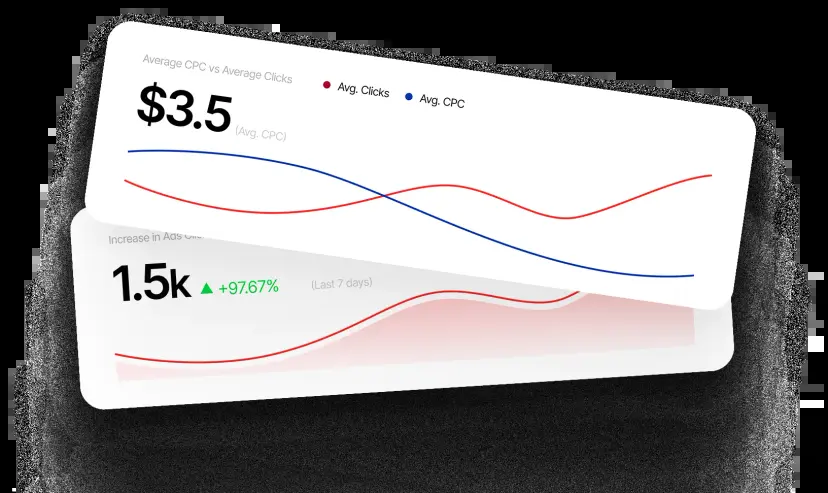 Average CPC vs Average Clicks
Avg. Clicks
Avg. CPC
$3.5
(Avg. CPC)
Increase in Ads
1.5k
▲ +97.67%
(Last 7 days)